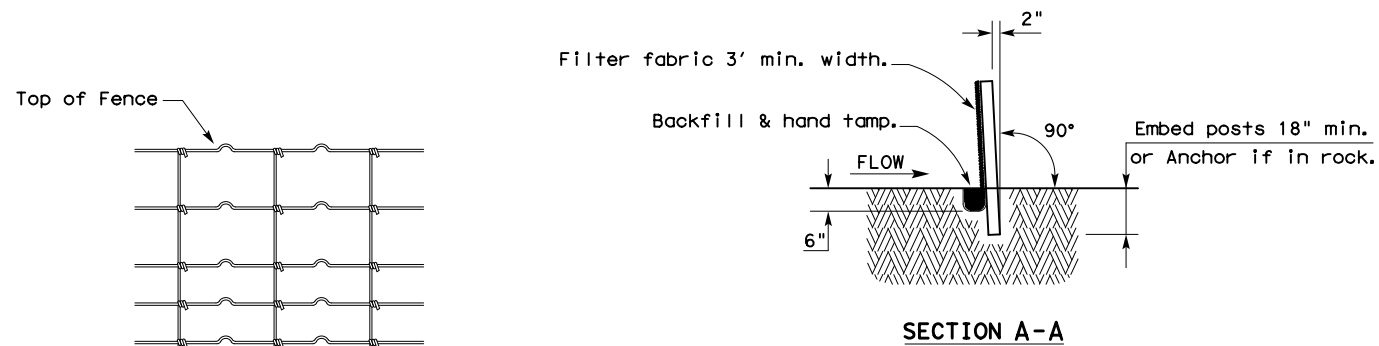 Top of Fence
2"
Filter fabric 3' min. width.
Backfill & hand tamp.
90°
Embed posts 18" min.
or Anchor if in rock.
FLOW
6"
SECTION A-A